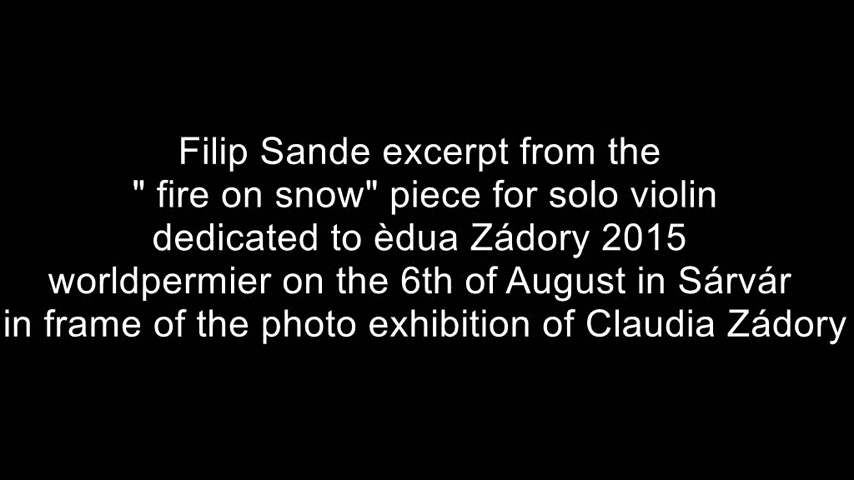 Filip Sande excerpt from the
" fire on snow" piece for solo violin
dedicated to èdua Zádory 2015
worldpermier on the 6th of August in Sárvár
in frame of the photo exhibition of Claudia Zádory